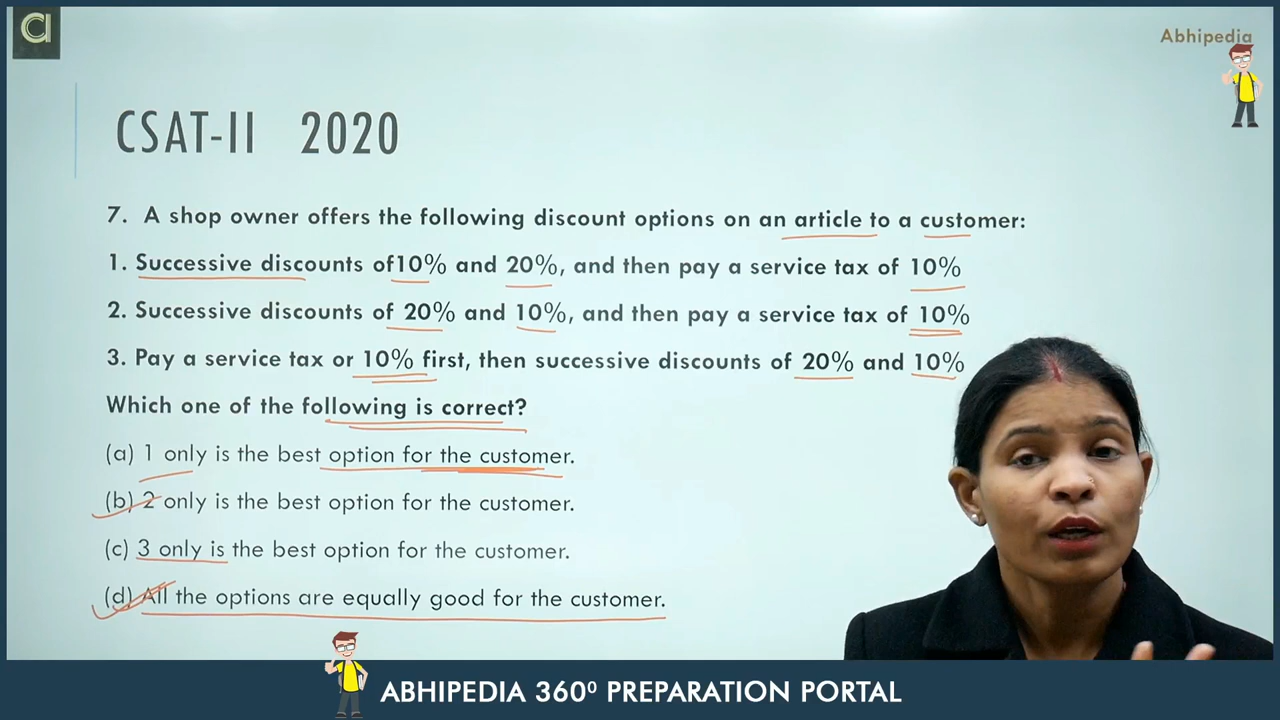 a
Abhipedia
CSAT-II 2020
7. A shop owner offers the following discount options on an article to a customer:
1. Successive discounts of10% and 20%, and then pay a service tax of 10%
2. Successive discounts of 20% and 10%, and then pay a service tax of 10%
3. Pay a service tax or 10% first, then successive discounts of 20% and 10%
Which one of the following is correct?
(a) 1 only is the best option for the customer.
(b) 2 only is the best option for the customer.
(c) 3 only is the best option for the customer.
(d) All the options are equally good for the customer.
ABHIPEDIA 360⁰ PREPARATION PORTAL